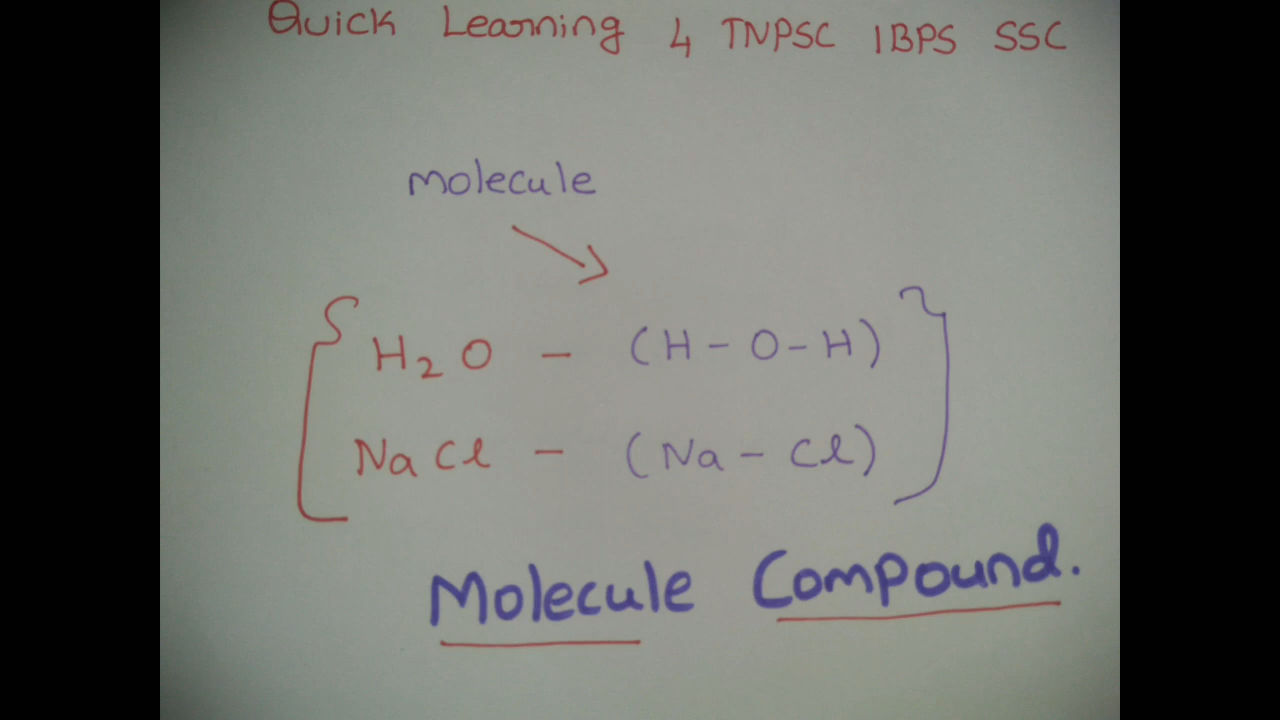 Quick Learning 4 TNPSC IBPS SSC
molecule
H₂O - (H-O-H)
NaCl - (Na-Cl)
Molecule Compound.